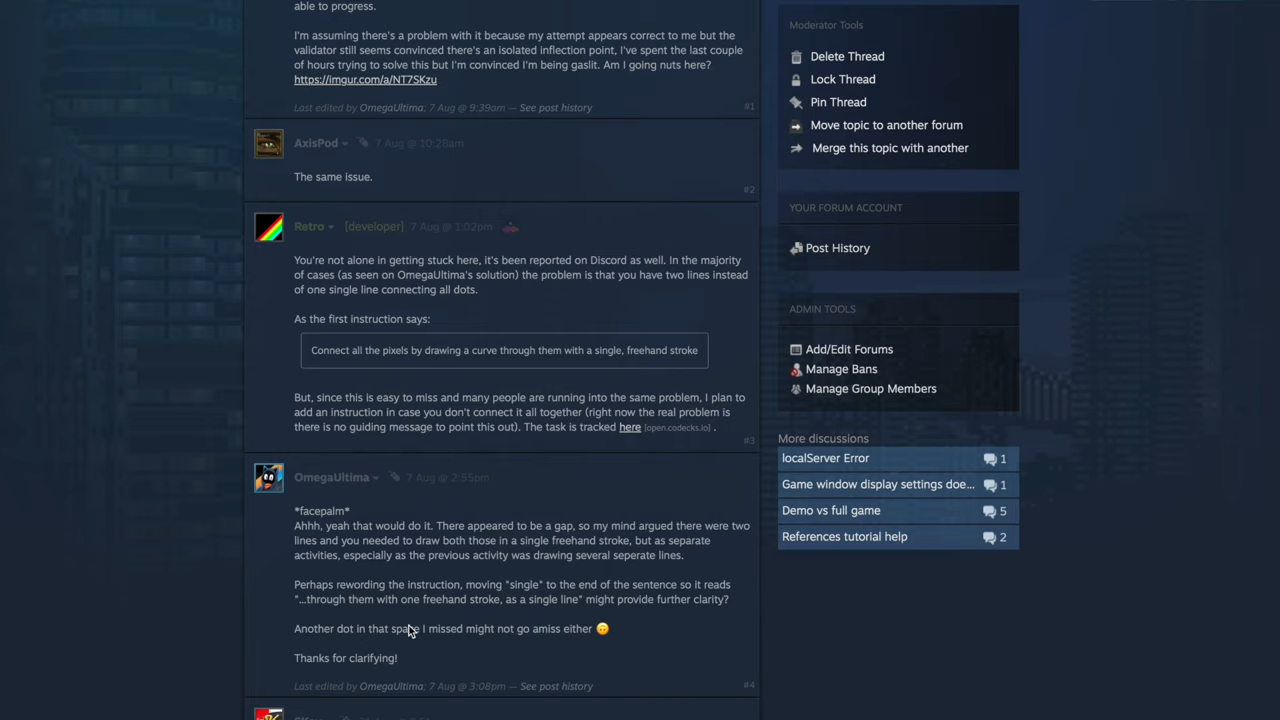 able to progress.
I'm assuming there's a problem with it because my attempt appears correct to me but the
validator still seems convinced there's an isolated inflection point, I've spent the last couple
of hours trying to solve this but I'm convinced I'm being gaslit. Am I going nuts here?
https://imgur.com/a/NT7SKzu
Last edited by OmegaUltima; 7 Aug @ 9:39am — See post history
#1
AxisPod 7 Aug @ 10:28am
The same issue.
#2
Retro [developer] 7 Aug @ 1:02pm
You're not alone in getting stuck here, it's been reported on Discord as well. In the majority
of cases (as seen on OmegaUltima's solution) the problem is that you have two lines instead
of one single line connecting all dots.
As the first instruction says:
Connect all the pixels by drawing a curve through them with a single, freehand stroke
But, since this is easy to miss and many people are running into the same problem, I plan to
add an instruction in case you don't connect it all together (right now the real problem is
there is no guiding message to point this out). The task is tracked here [open.codecks.io] .
#3
OmegaUltima 7 Aug @ 2:55pm
*facepalm*
Ahhh, yeah that would do it. There appeared to be a gap, so my mind argued there were two
lines and you needed to draw both those in a single freehand stroke, but as separate
activities, especially as the previous activity was drawing several seperate lines.
Perhaps rewording the instruction, moving "single" to the end of the sentence so it reads
"...through them with one freehand stroke, as a single line" might provide further clarity?
Another dot in that space I missed might not go amiss either
Thanks for clarifying!
Last edited by OmegaUltima; 7 Aug @ 3:08pm — See post history
#4
Moderator Tools
Delete Thread
Lock Thread
Pin Thread
Move topic to another forum
Merge this topic with another
YOUR FORUM ACCOUNT
Post History
ADMIN TOOLS
Add/Edit Forums
Manage Bans
Manage Group Members
More discussions
localServer Error 1
Game window display settings doe... 1
Demo vs full game 5
References tutorial help 2